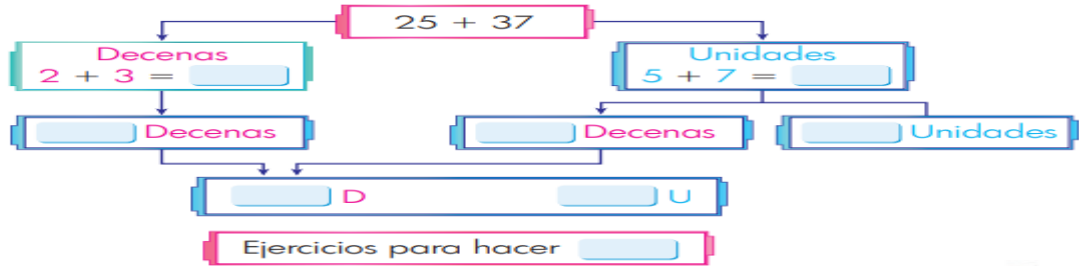 25 + 37
Decenas
2 + 3 =
Unidades
5 + 7 =
Decenas
Decenas
Unidades
D
U
Ejercicios para hacer